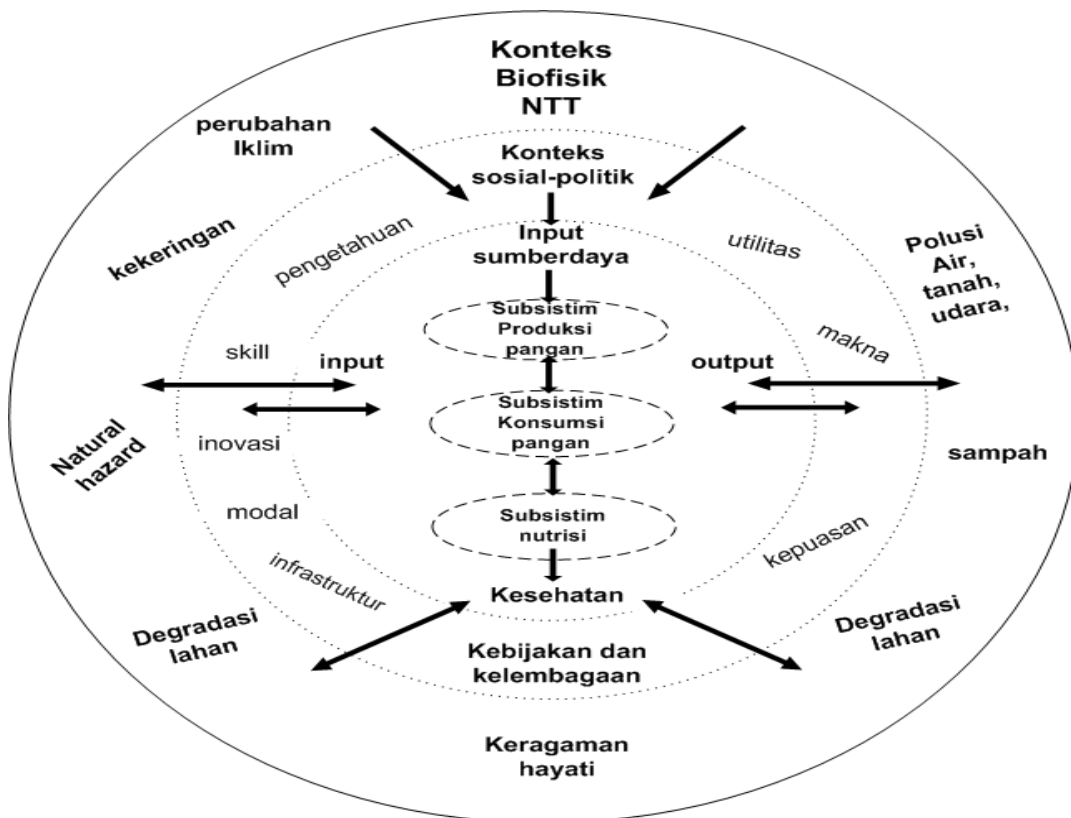 Konteks
Biofisik
NTT
perubahan
Iklim
Konteks
sosial-politik
kekeringan
pengetahuan
Input
sumberdaya
utilitas
Polusi
Air,
tanah,
udara,
Subsistim
Produksi
pangan
skill
input
output
makna
Subsistim
Konsumsi
pangan
Natural
hazard
inovasi
sampah
modal
Subsistim
nutrisi
kepuasan
infrastruktur
Kesehatan
Degradasi
lahan
Degradasi
lahan
Kebijakan dan
kelembagaan
Keragaman
hayati